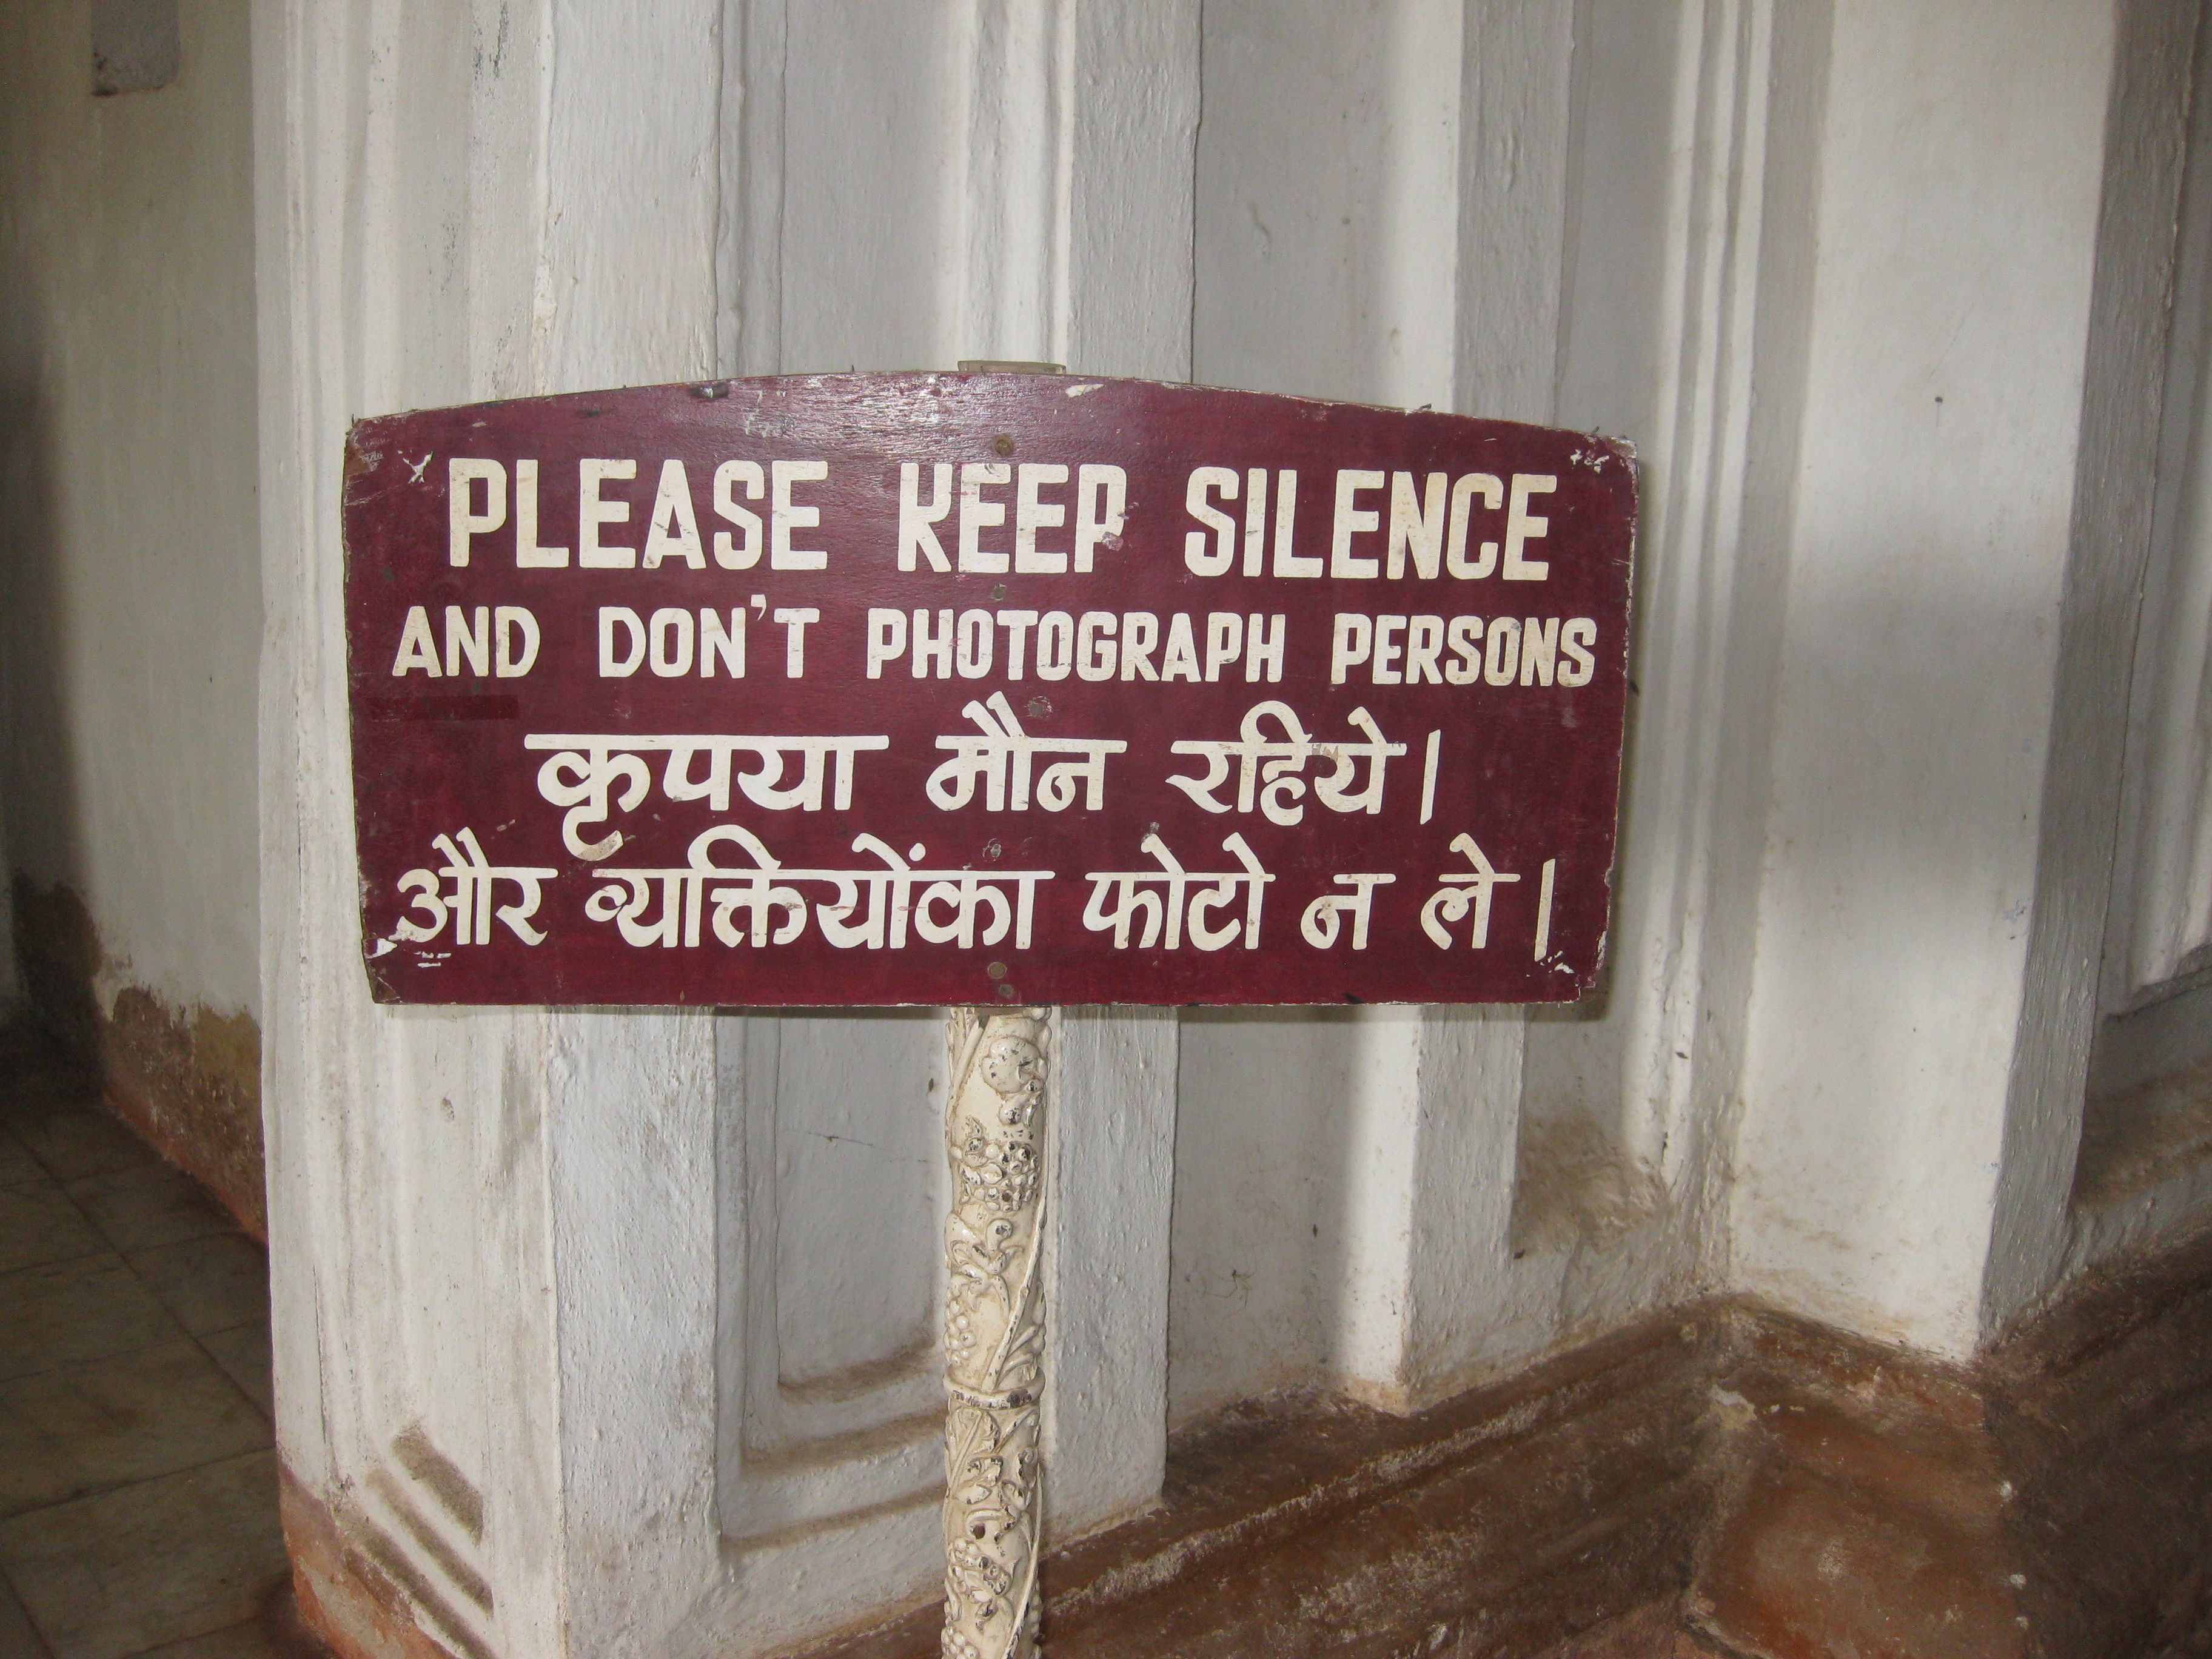 PLEASE KEEP SILENCE
AND DON'T PHOTOGRAPH PERSONS
कृपया मौन रहिये।
और व्यक्तियोंका फोटो न ले।